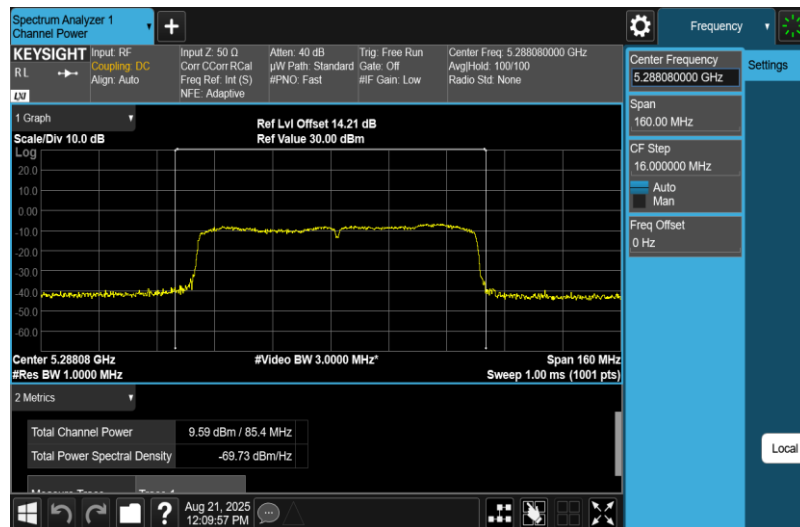 Spectrum Analyzer 1
Channel Power
+
Frequency
KEYSIGHT
RL
LXI
Input: RF
Coupling: DC
Align: Auto
Input Z: 50 Ω
Corr CCorr RCal
Freq Ref: Int (S)
NFE: Adaptive
Atten: 40 dB
µW Path: Standard
#PNO: Fast
Trig: Free Run
Gate: Off
#IF Gain: Low
Center Freq: 5.288080000 GHz
Avg|Hold: 100/100
Radio Std: None
Center Frequency
5.288080000 GHz
Settings
Span
160.00 MHz
CF Step
16.000000 MHz
Auto
Man
Freq Offset
0 Hz
Local
1 Graph
Scale/Div 10.0 dB
Ref Lvl Offset 14.21 dB
Ref Value 30.00 dBm
Log
20.0
10.0
0.00
-10.0
-20.0
-30.0
-40.0
-50.0
-60.0
Center 5.28808 GHz
#Video BW 3.0000 MHz*
Span 160 MHz
#Res BW 1.0000 MHz
Sweep 1.00 ms (1001 pts)
2 Metrics
Total Channel Power 9.59 dBm / 85.4 MHz
Total Power Spectral Density -69.73 dBm/Hz
?
Aug 21, 2025
12:09:57 PM